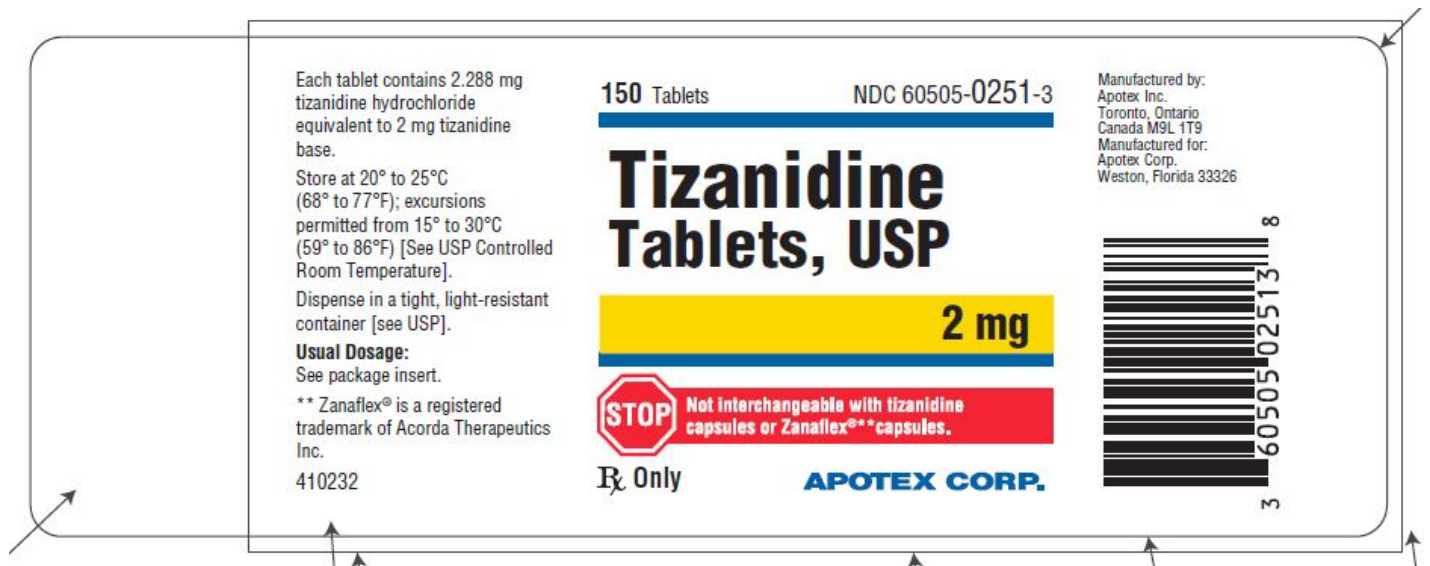 Each tablet contains 2.288 mg
tizanidine hydrochloride
equivalent to 2 mg tizanidine
base.
Store at 20° to 25°C
(68° to 77°F); excursions
permitted from 15° to 30°C
(59° to 86°F) [See USP Controlled
Room Temperature].
Dispense in a tight, light-resistant
container [see USP].
Usual Dosage:
See package insert.
** Zanaflex® is a registered
trademark of Acorda Therapeutics
Inc.
410232
150 Tablets NDC 60505-0251-3
Tizanidine
Tablets, USP
2 mg
STOP
Not interchangeable with tizanidine
capsules or Zanaflex®**capsules.
℞ Only
APOTEX CORP.
Manufactured by:
Apotex Inc.
Toronto, Ontario
Canada M9L 1T9
Manufactured for:
Apotex Corp.
Weston, Florida 33326
3 60505 02513 8